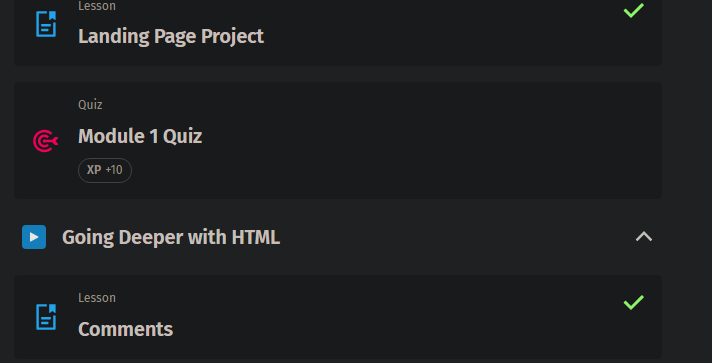 Lesson
Landing Page Project
Quiz
Module 1 Quiz
XP +10
Going Deeper with HTML
Lesson
Comments